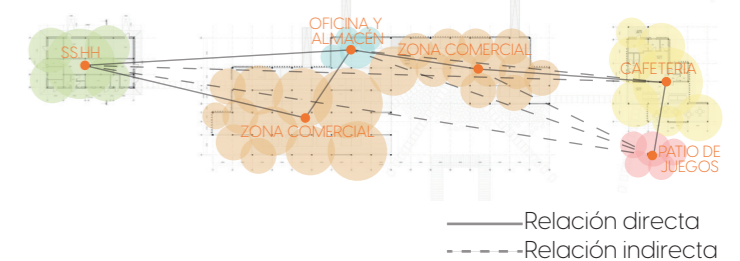 OFICINA Y
ALMACÉN
SS.HH
ZONA COMERCIAL
CAFETERÍA
ZONA COMERCIAL
PATIO DE
JUEGOS
Relación directa
Relación indirecta